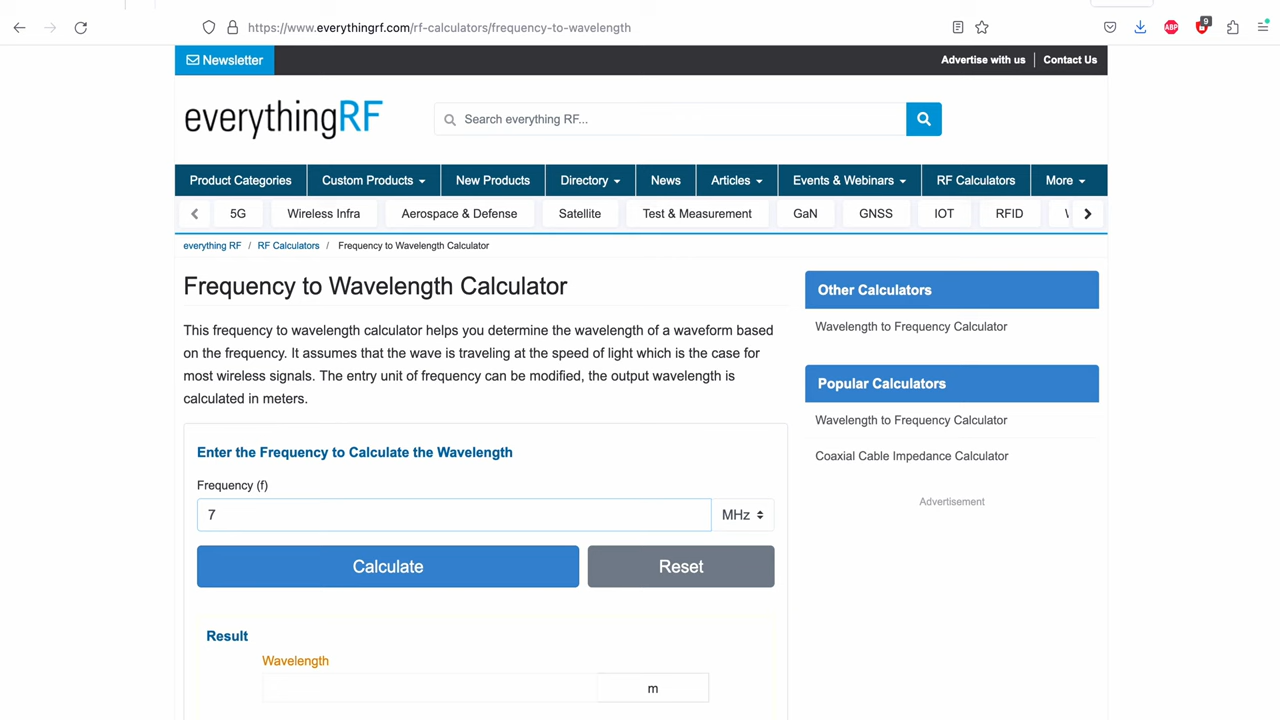 https://www.everythingrf.com/rf-calculators/frequency-to-wavelength
ABP
9
Newsletter
Advertise with us
Contact Us
everythingRF
Search everything RF...
Product Categories
Custom Products
New Products
Directory
News
Articles
Events & Webinars
RF Calculators
More
5G
Wireless Infra
Aerospace & Defense
Satellite
Test & Measurement
GaN
GNSS
IOT
RFID
everything RF / RF Calculators / Frequency to Wavelength Calculator
Frequency to Wavelength Calculator
This frequency to wavelength calculator helps you determine the wavelength of a waveform based
on the frequency. It assumes that the wave is traveling at the speed of light which is the case for
most wireless signals. The entry unit of frequency can be modified, the output wavelength is
calculated in meters.
Enter the Frequency to Calculate the Wavelength
Frequency (f)
7
MHz
Calculate
Reset
Result
Wavelength
m
Other Calculators
Wavelength to Frequency Calculator
Popular Calculators
Wavelength to Frequency Calculator
Coaxial Cable Impedance Calculator
Advertisement